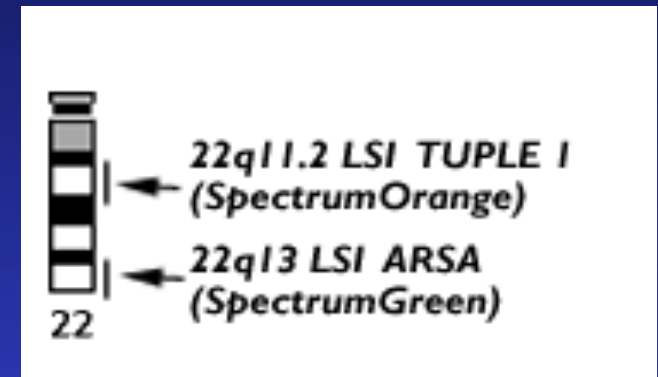 22q11.2 LSI TUPLE 1
(SpectrumOrange)
22q13 LSI ARSA
(SpectrumGreen)
22